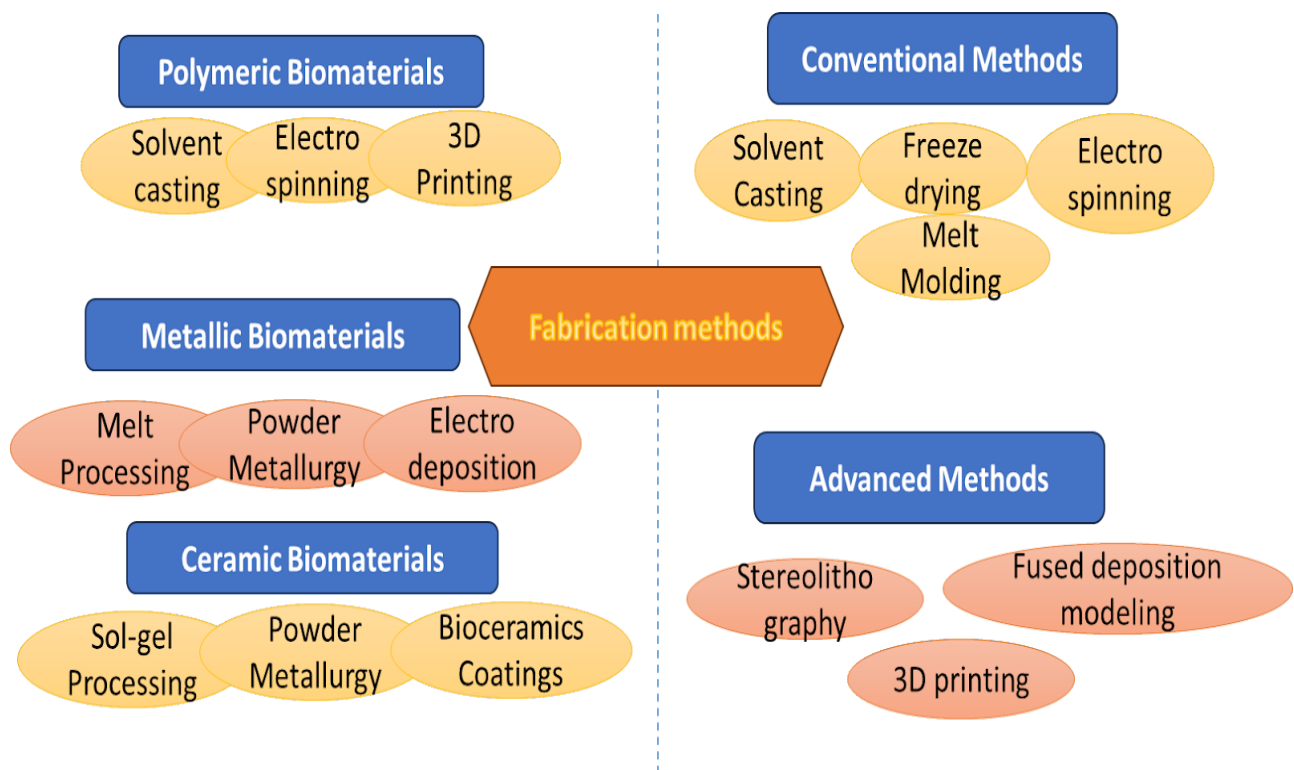 Polymeric Biomaterials
Solvent
casting
Electro
spinning
3D
Printing
Metallic Biomaterials
Melt
Processing
Powder
Metallurgy
Electro
deposition
Ceramic Biomaterials
Sol-gel
Processing
Powder
Metallurgy
Bioceramics
Coatings
Fabrication methods
Conventional Methods
Solvent
Casting
Freeze
drying
Electro
spinning
Melt
Molding
Advanced Methods
Stereolitho
graphy
Fused deposition
modeling
3D printing